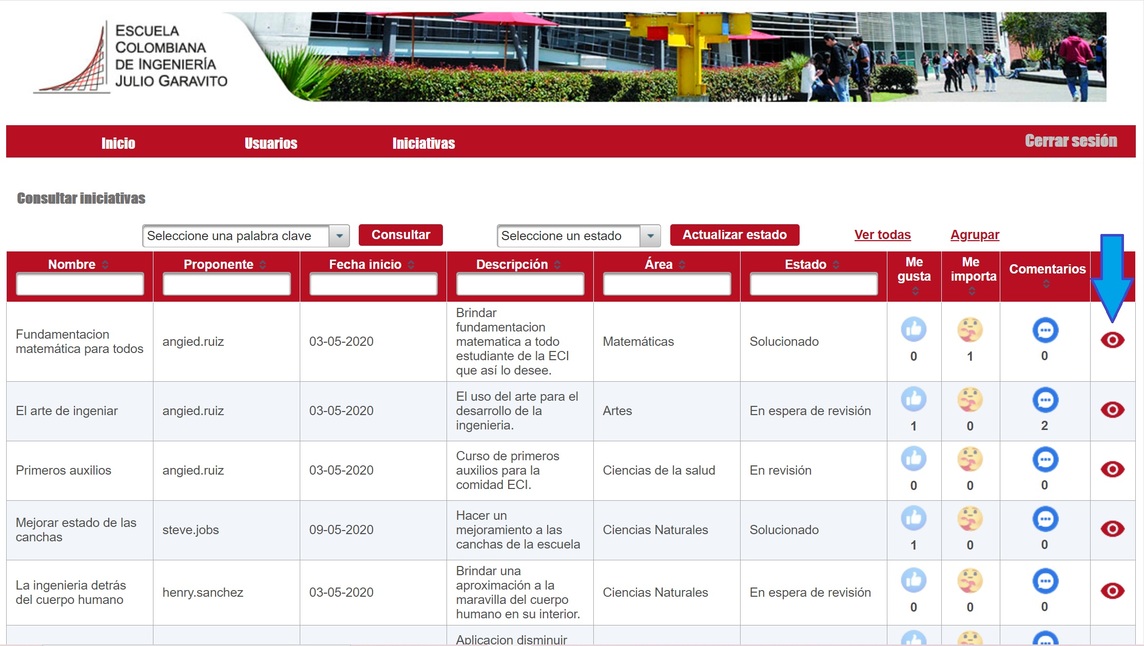 ESCUELA
COLOMBIANA
DE INGENIERÍA
JULIO GARAVITO
Inicio Usuarios Iniciativas Cerrar sesión
Consultar iniciativas
Seleccione una palabra clave Consultar Seleccione un estado Actualizar estado Ver todas Agrupar
Nombre Proponente Fecha inicio Descripción Área Estado Me gusta Me importa Comentarios
Fundamentacion
matemática para todos
angied.ruiz
03-05-2020
Brindar
fundamentacion
matematica a todo
estudiante de la ECI
que así lo desee.
Matemáticas
Solucionado
0 1 0
El arte de ingeniar
angied.ruiz
03-05-2020
El uso del arte para el
desarrollo de la
ingenieria.
Artes
En espera de revisión
1 0 2
Primeros auxilios
angied.ruiz
03-05-2020
Curso de primeros
auxilios para la
comidad ECI.
Ciencias de la salud
En revisión
0 0 0
Mejorar estado de las
canchas
steve.jobs
09-05-2020
Hacer un
mejoramiento a las
canchas de la escuela
Ciencias Naturales
Solucionado
1 0 0
La ingenieria detrás
del cuerpo humano
henry.sanchez
03-05-2020
Brindar una
aproximación a la
maravilla del cuerpo
humano en su interior.
Ciencias Naturales
En espera de revisión
0 0 0
Aplicacion disminuir